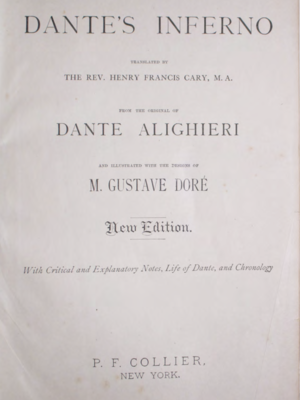 DANTE'S INFERNO
TRANSLATED BY
THE REV. HENRY FRANCIS CARY, M. A.
FROM THE ORIGINAL OF
DANTE ALIGHIERI
AND ILLUSTRATED WITH THE DESIGNS OF
M. GUSTAVE DORÉ
New Edition.
With Critical and Explanatory Notes, Life of Dante, and Chronology
P. F. COLLIER,
NEW YORK.